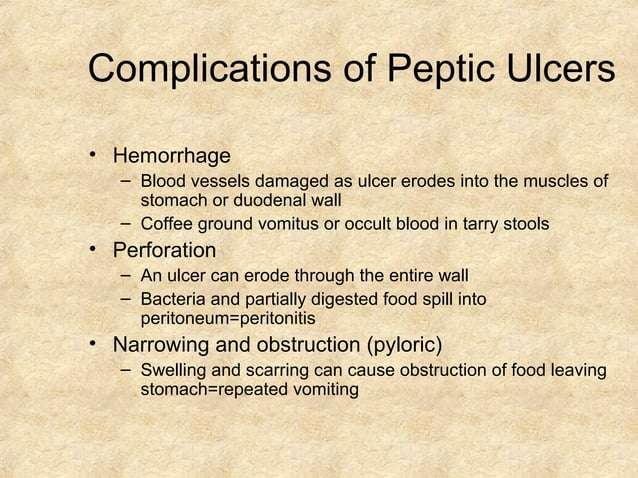 Complications of Peptic Ulcers
• Hemorrhage
– Blood vessels damaged as ulcer erodes into the muscles of
stomach or duodenal wall
– Coffee ground vomitus or occult blood in tarry stools
• Perforation
– An ulcer can erode through the entire wall
– Bacteria and partially digested food spill into
peritoneum=peritonitis
• Narrowing and obstruction (pyloric)
– Swelling and scarring can cause obstruction of food leaving
stomach=repeated vomiting